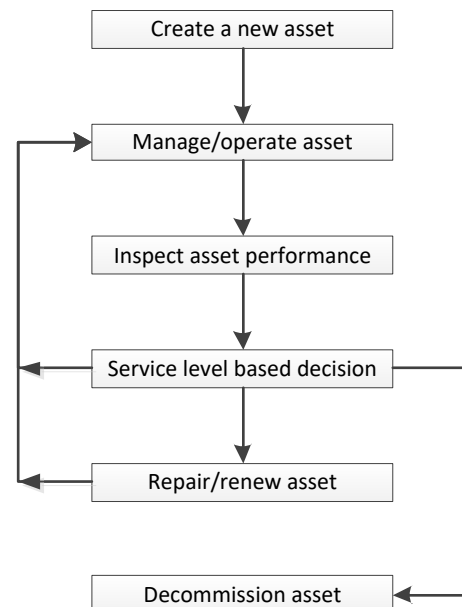 Create a new asset
Manage/operate asset
Inspect asset performance
Service level based decision
Repair/renew asset
Decommission asset